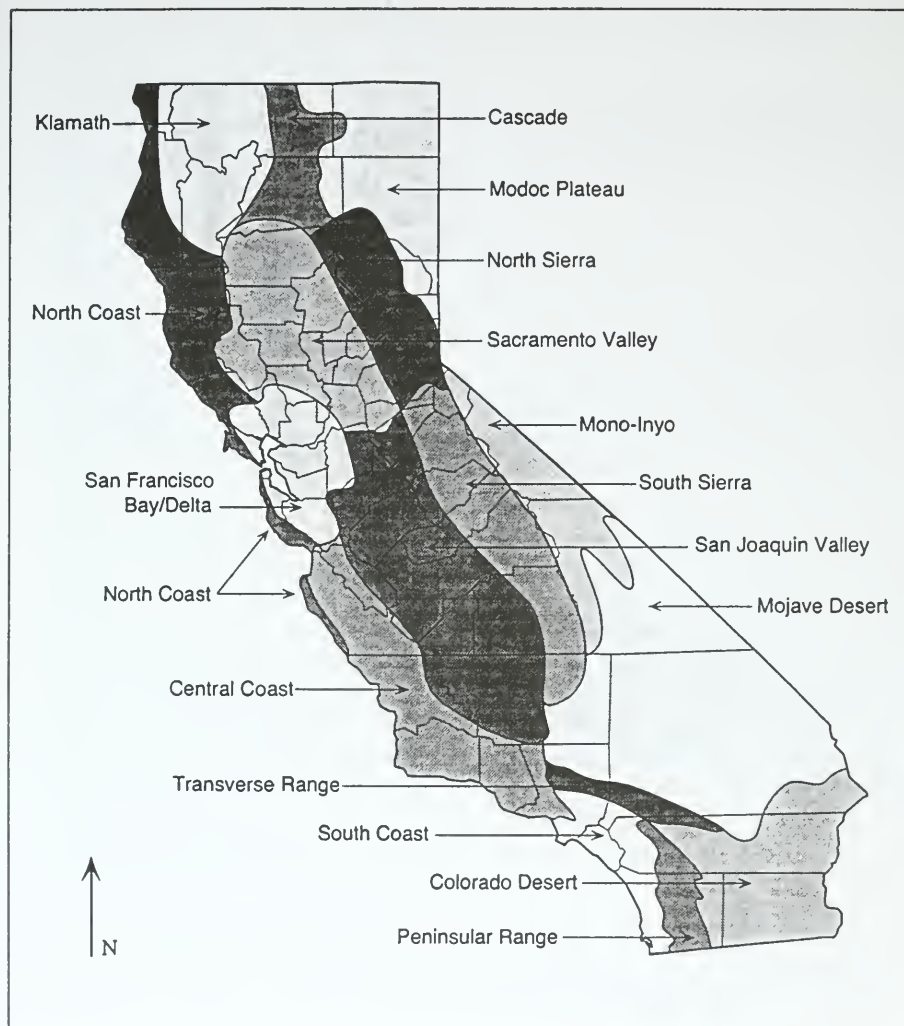 Klamath
Cascade
Modoc Plateau
North Sierra
North Coast
Sacramento Valley
Mono-Inyo
San Francisco
Bay/Delta
South Sierra
San Joaquin Valley
North Coast
Mojave Desert
Central Coast
Transverse Range
South Coast
Colorado Desert
Peninsular Range
N